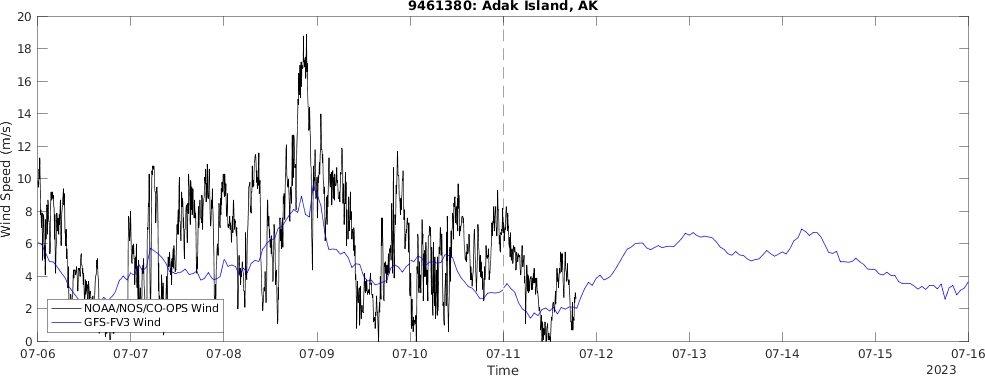 9461380: Adak Island, AK
20
18
16
14
12
10
8
6
4
2
0
Wind Speed (m/s)
NOAA/NOS/CO-OPS Wind
GFS-FV3 Wind
07-06 07-07 07-08 07-09 07-10 07-11 07-12 07-13 07-14 07-15 07-16
Time
2023